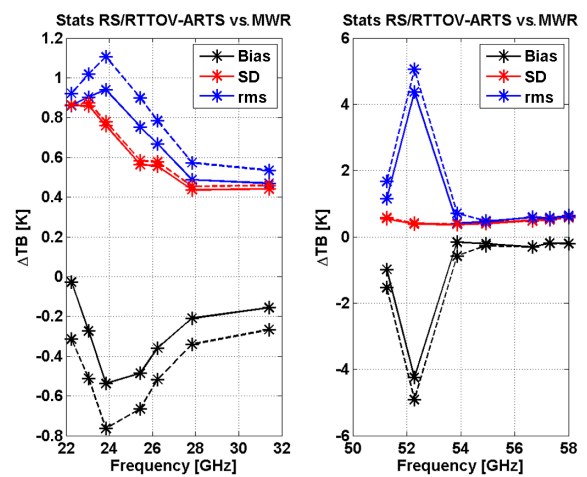 Stats RS/RTTOV-ARTS vs. MWR
1.2
1
0.8
0.6
0.4
0.2
0
-0.2
-0.4
-0.6
-0.8
ΔTB [K]
22 24 26 28 30 32
Frequency [GHz]
Bias
SD
rms
Stats RS/RTTOV-ARTS vs. MWR
6
4
2
0
-2
-4
-6
ΔTB [K]
50 52 54 56 58
Frequency [GHz]
Bias
SD
rms